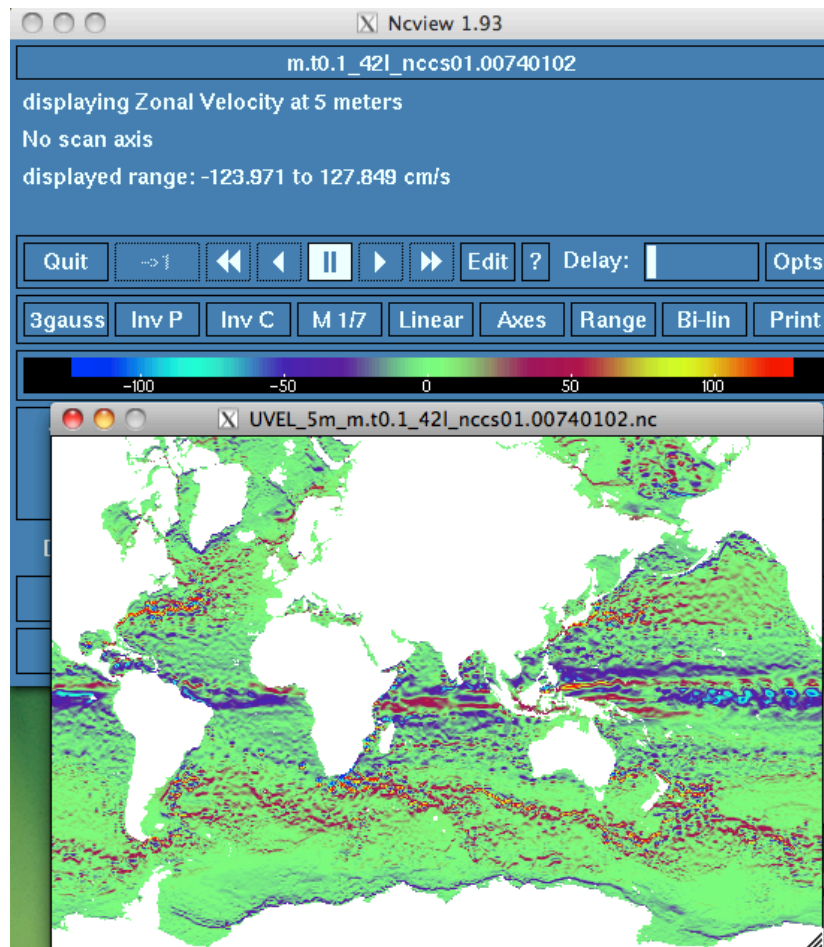 Ncview 1.93
m.t0.1_42l_nccs01.00740102
displaying Zonal Velocity at 5 meters
No scan axis
displayed range: -123.971 to 127.849 cm/s
Quit ->1 Edit ? Delay: Opts
3gauss Inv P Inv C M 1/7 Linear Axes Range Bi-lin Print
-100 -50 0 50 100
UVEL_5m_m.t0.1_42l_nccs01.00740102.nc